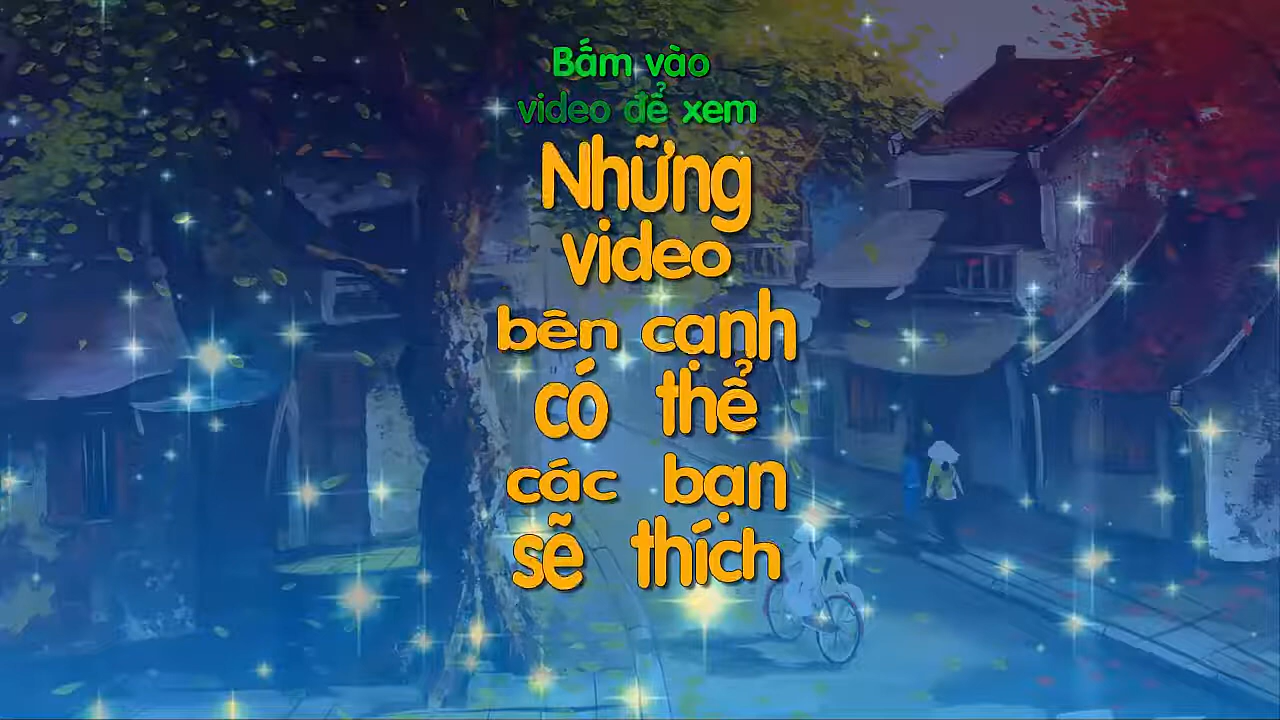 Bấm vào
video để xem
Những
video
bên cạnh
có thể
các bạn
sẽ thích